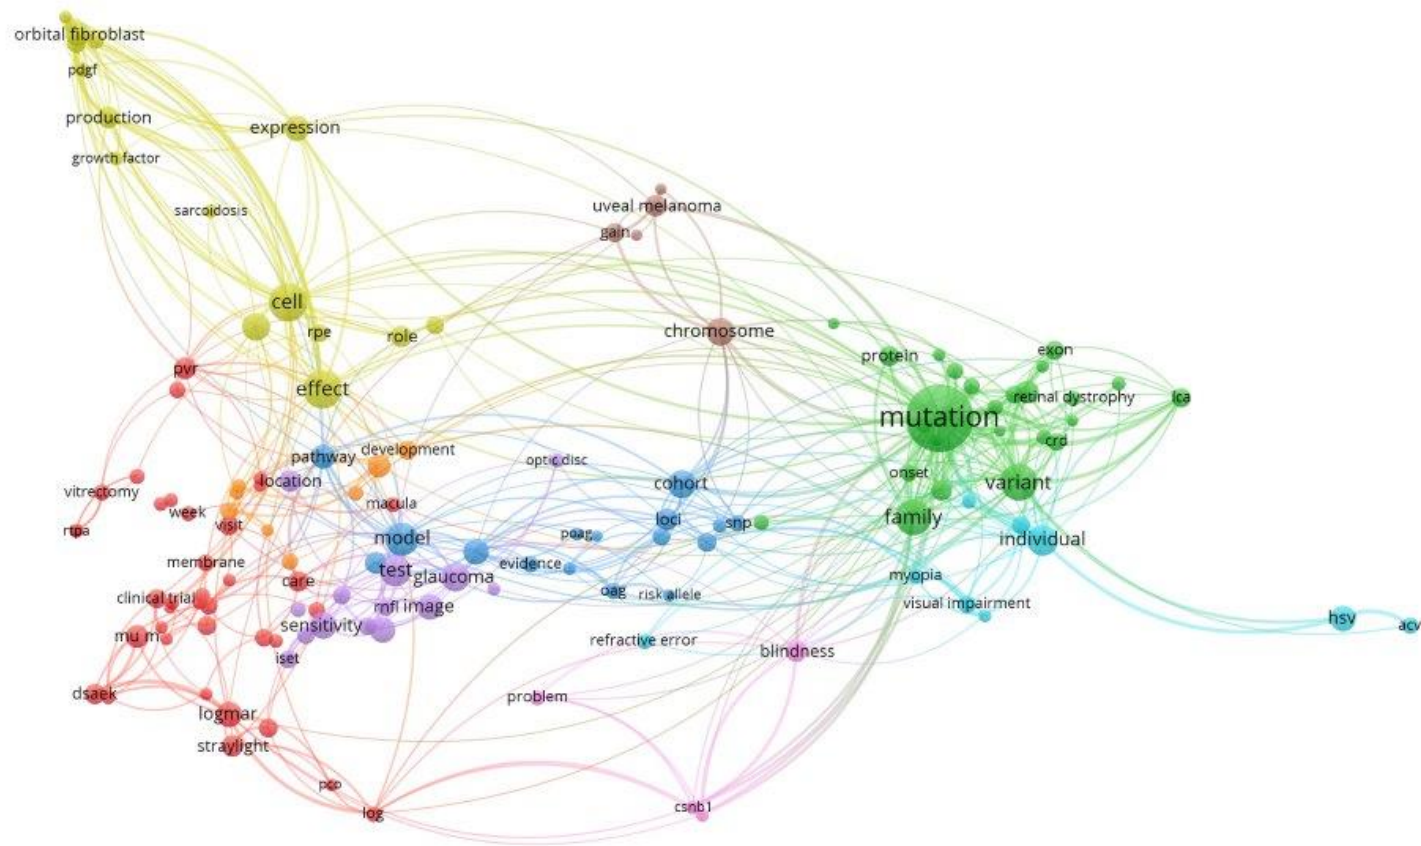 orbital fibroblast
pdgf
production
expression
growth factor
sarcoidosis
uveal melanoma
gain
cell
rpe
role
chromosome
protein
exon
pvr
effect
retinal dystrophy
lca
mutation
crd
pathway
development
optic disc
onset
location
cohort
variant
vitrectomy
macula
week
visit
loci
snp
family
rtpa
model
poag
individual
membrane
test
glaucoma
evidence
myopia
care
oag
risk allele
clinical trial
rnfl
image
visual impairment
hsv
acv
mu m
sensitivity
refractive error
blindness
iset
dsaek
problem
logmar
straylight
pco
log
csnb1